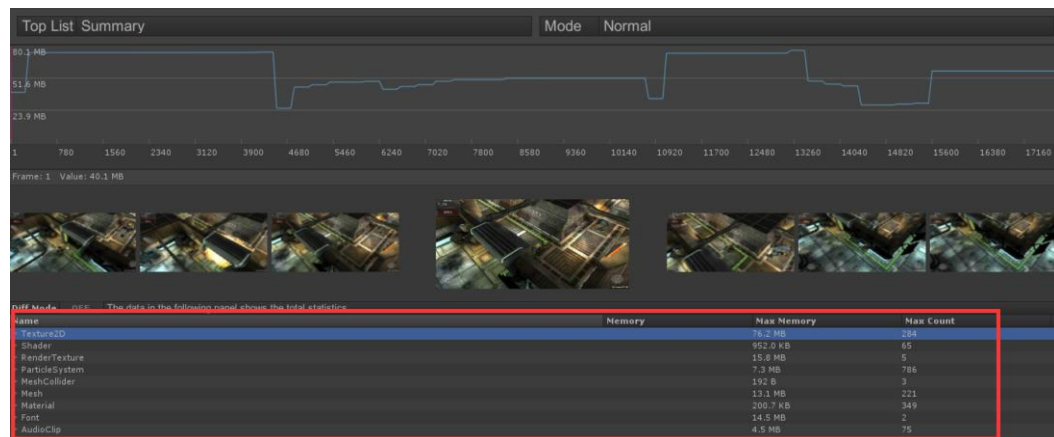 Top List Summary Mode Normal
80.1 MB
51.6 MB
23.9 MB
1 780 1560 2340 3120 3900 4680 5460 6240 7020 7800 8580 9360 10140 10920 11700 12480 13260 14040 14820 15600 16380 17160
Frame: 1 Value: 40.1 MB
Diff Mode OFF The data in the following panel shows the total statistics
Name Memory Max Memory Max Count
Texture2D 76.2 MB 284
Shader 952.0 KB 65
RenderTexture 15.8 MB 5
ParticleSystem 7.3 MB 786
MeshCollider 192 B 3
Mesh 13.1 MB 221
Material 200.7 KB 349
Font 14.5 MB 2
AudioClip 4.5 MB 75